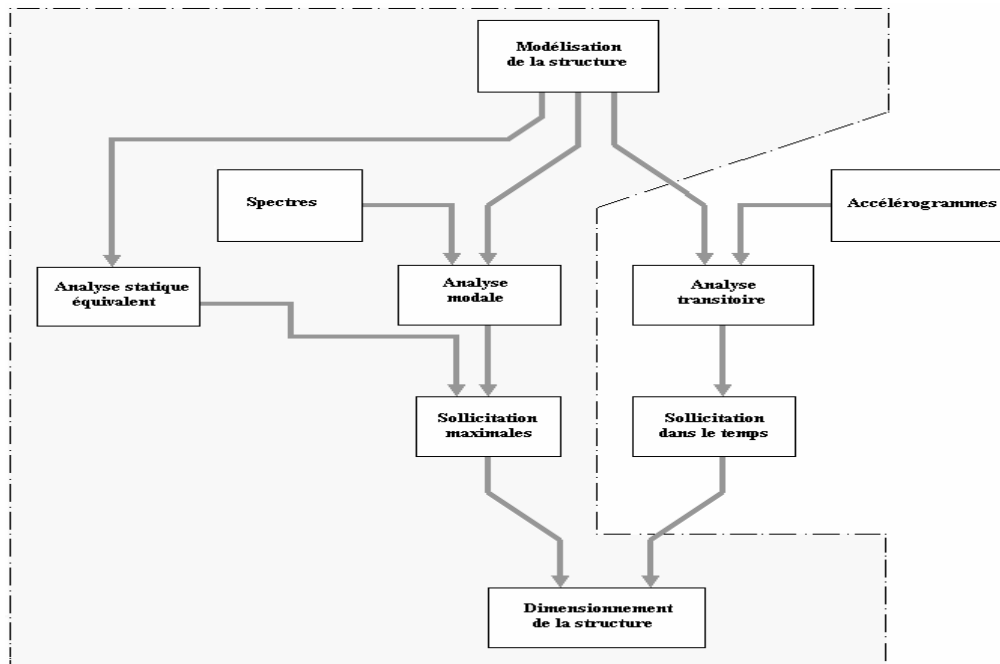 Modélisation
de la structure
Spectres
Accélérogrammes
Analyse statique
équivalent
Analyse
modale
Analyse
transitoire
Sollicitation
maximales
Sollicitation
dans le temps
Dimensionnement
de la structure